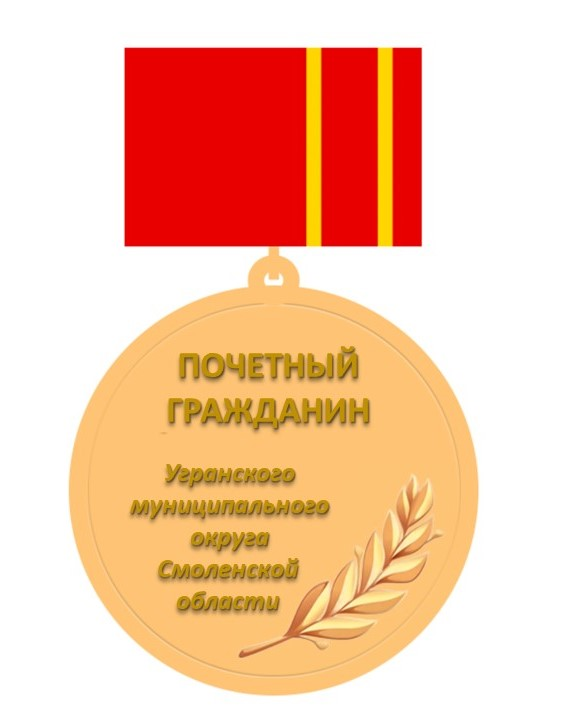 ПОЧЕТНЫЙ
ГРАЖДАНИН
Угранского
муниципального
округа
Смоленской
области